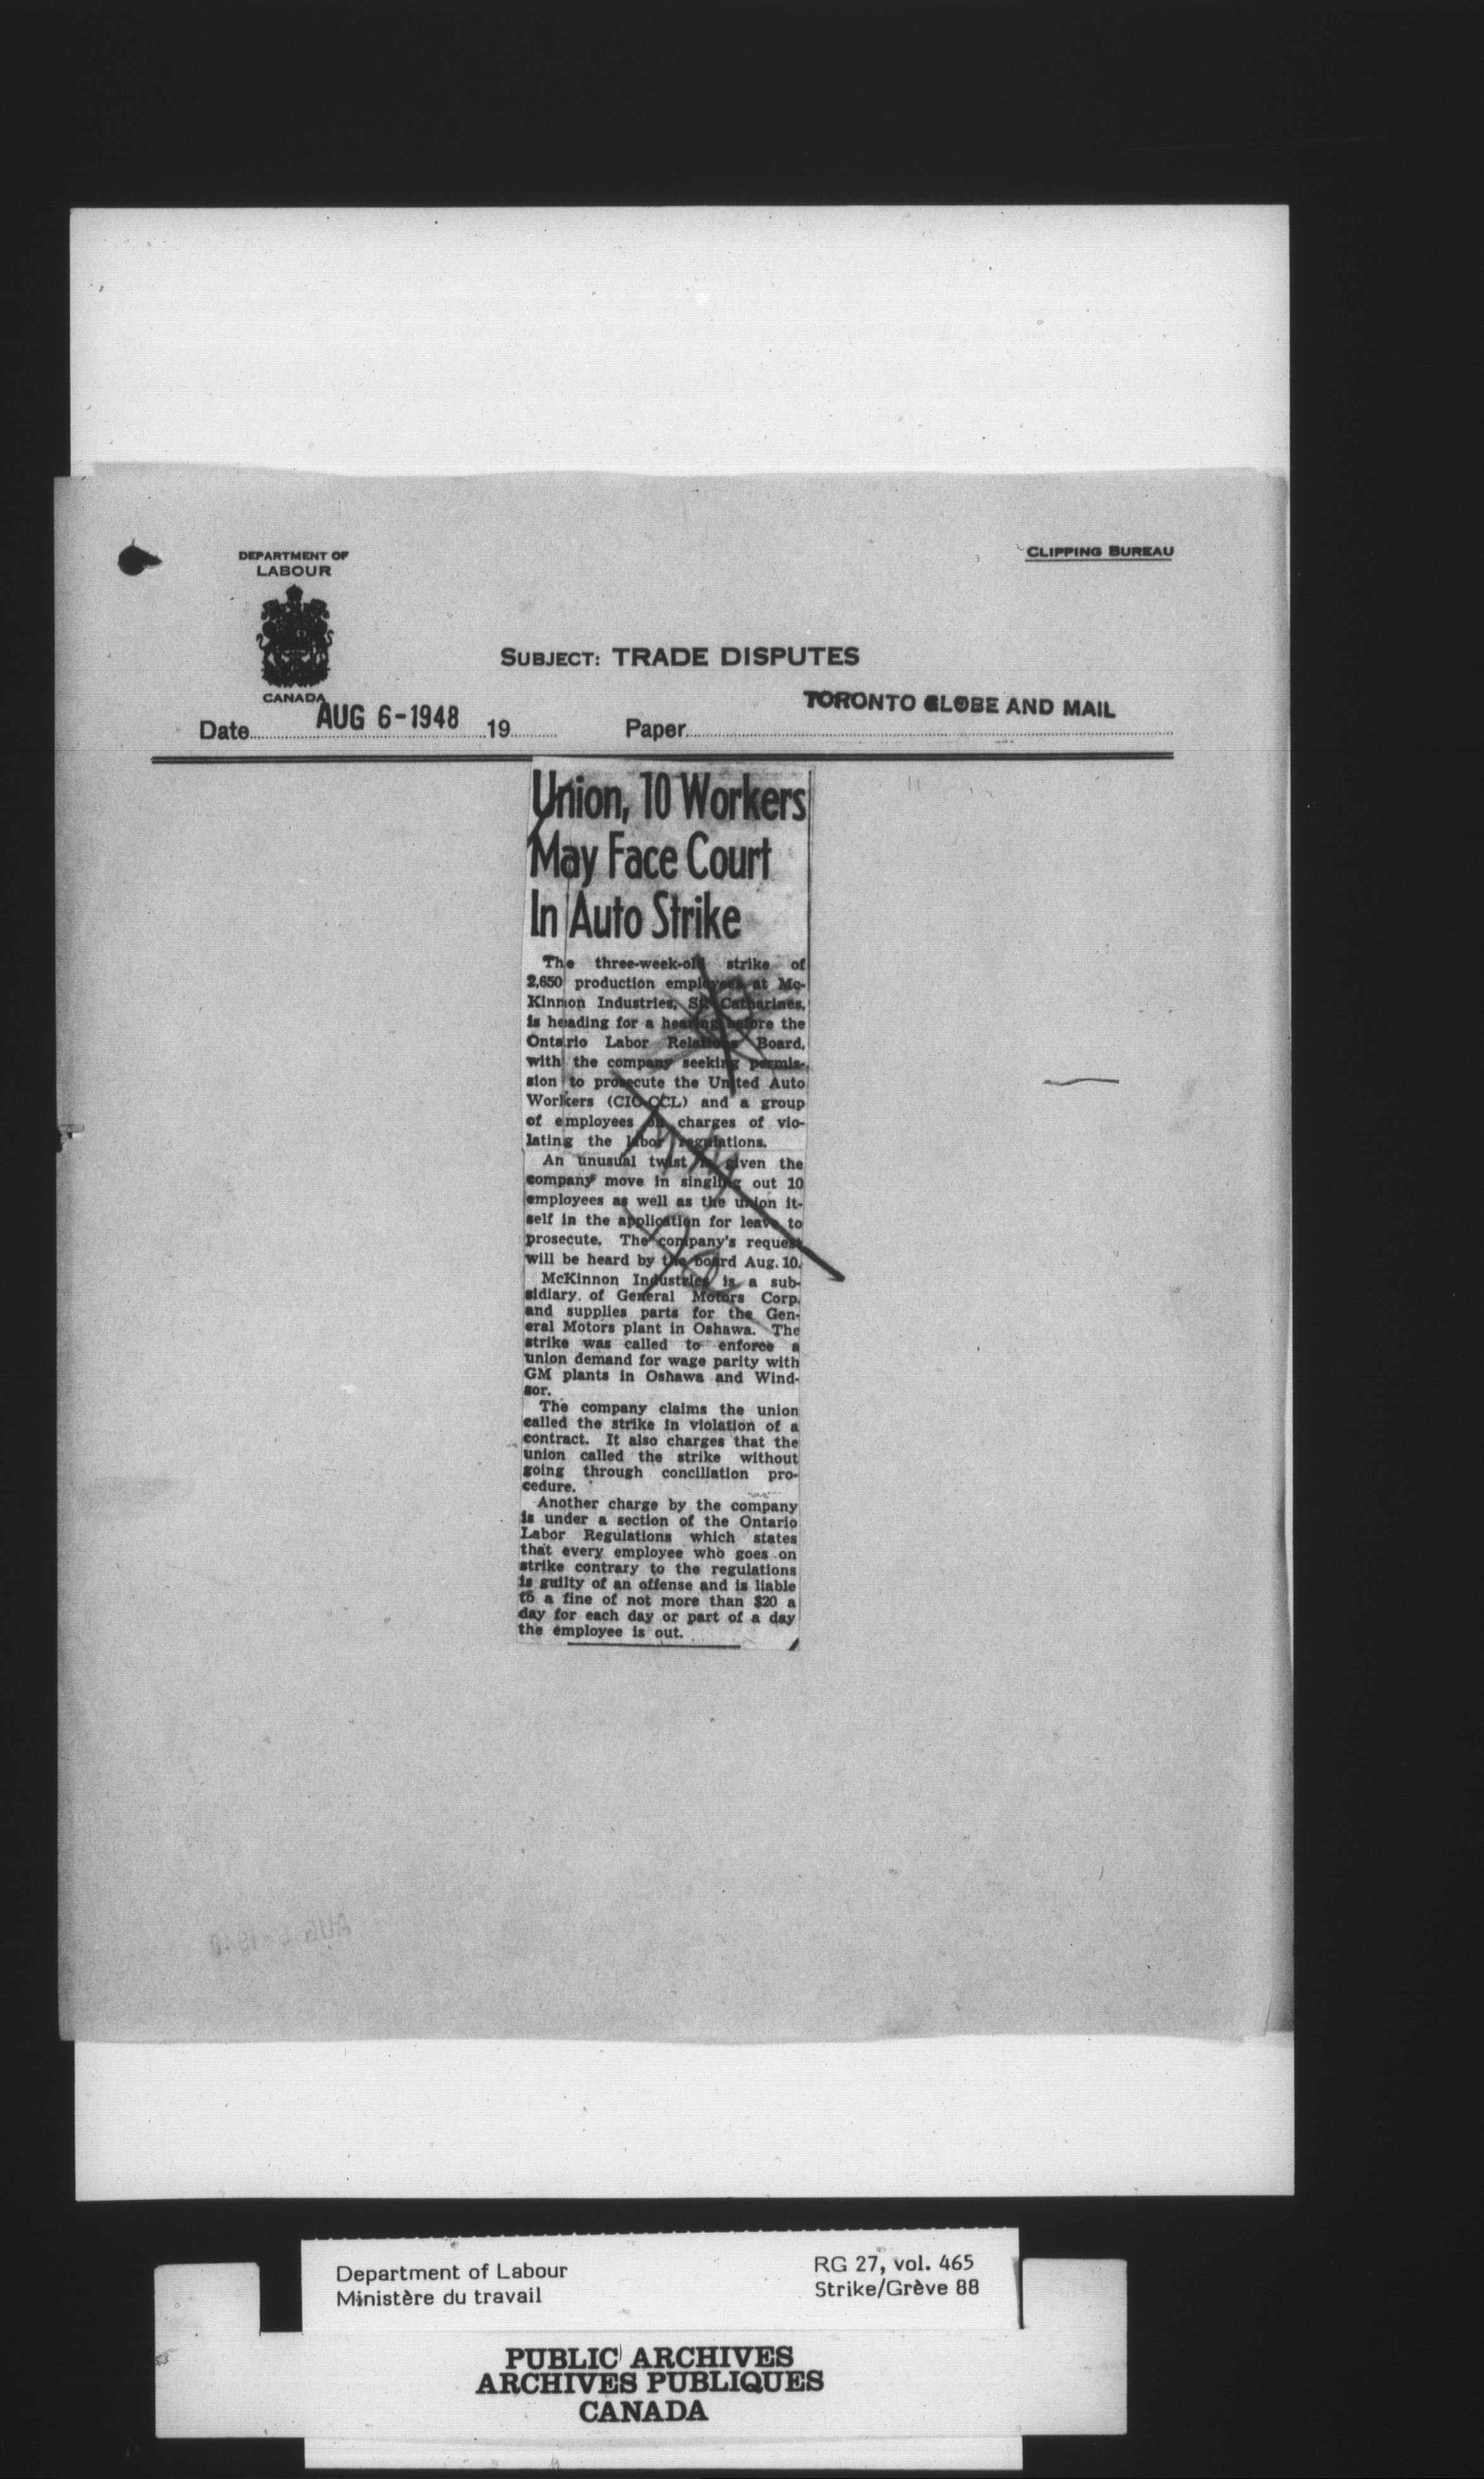 DEPARTMENT OF
LABOUR
CANADA
CLIPPING BUREAU
SUBJECT: TRADE DISPUTES
Date AUG 6-1948 19
Paper TORONTO GLOBE AND MAIL
Union, 10 Workers
May Face Court
In Auto Strike
The three-week-old strike of
2,650 production employees at Mc-
Kinnon Industries, St. Catharines,
is heading for a hearing before the
Ontario Labor Relations Board,
with the company seeking permis-
sion to prosecute the United Auto
Workers (CIO-CCL) and a group
of employees on charges of vio-
lating the labor regulations.
An unusual twist is given the
company move in singling out 10
employees as well as the union it-
self in the application for leave to
prosecute. The company's request
will be heard by the board Aug. 10.
McKinnon Industries is a sub-
sidiary of General Motors Corp.
and supplies parts for the Gen-
eral Motors plant in Oshawa. The
strike was called to enforce a
union demand for wage parity with
GM plants in Oshawa and Wind-
sor.
The company claims the union
called the strike in violation of a
contract. It also charges that the
union called the strike without
going through conciliation pro-
cedure.
Another charge by the company
is under a section of the Ontario
Labor Regulations which states
that every employee who goes on
strike contrary to the regulations
is guilty of an offense and is liable
to a fine of not more than $20 a
day for each day or part of a day
the employee is out.
Department of Labour
Ministère du travail
RG 27, vol. 465
Strike/Grève 88
PUBLIC ARCHIVES
ARCHIVES PUBLIQUES
CANADA